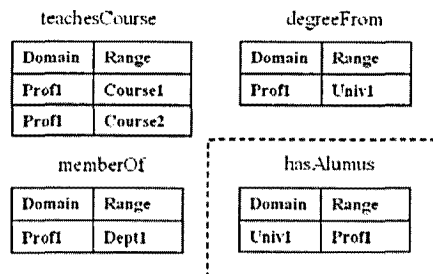 teachesCourse
Domain Range
Prof1 Course1
Prof1 Course2
degreeFrom
Domain Range
Prof1 Univ1
memberOf
Domain Range
Prof1 Dept1
hasAlumus
Domain Range
Univ1 Prof1